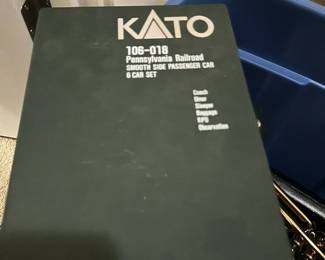 KATO
106-018
Pennsylvania Railroad
SMOOTH SIDE PASSENGER CAR
6 CAR SET
Coach
Diner
Sleeper
Baggage
RPO
Observation